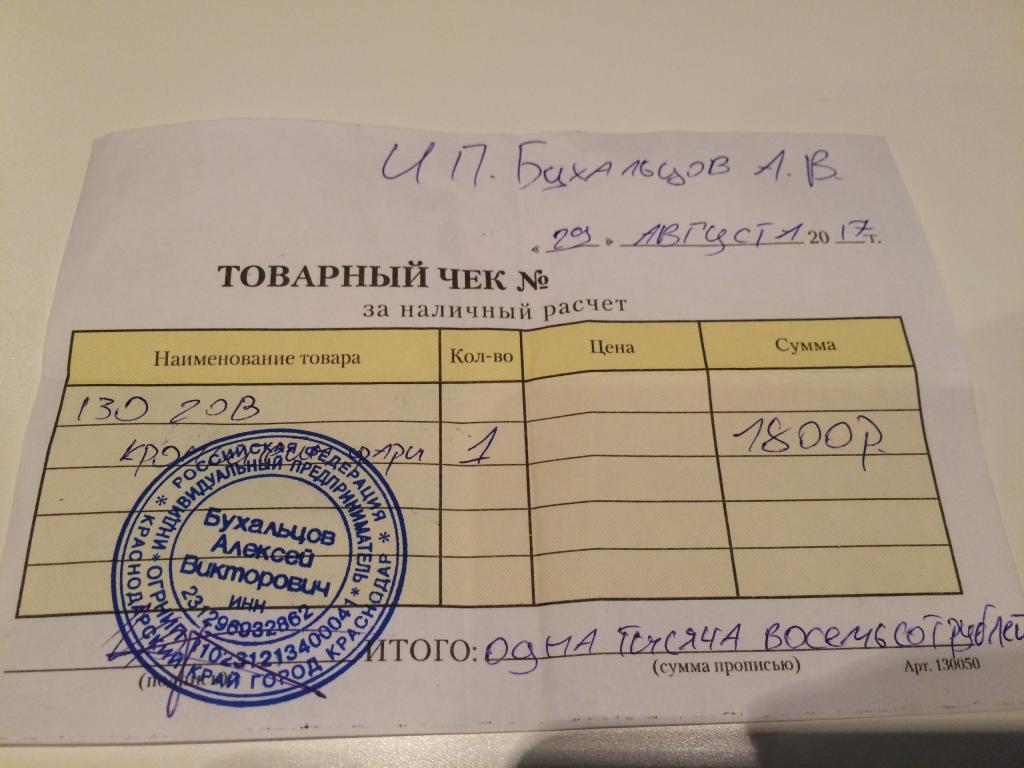 И П. Бухальцов А. В.
« 29 » АВГУСТА 2017 г.
ТОВАРНЫЙ ЧЕК №
за наличный расчет
Наименование товара Кол-во Цена Сумма
ІЗО 20В
1 1800р.
РОССИЙСКАЯ ФЕДЕРАЦИЯ * КРАСНОДАРСКИЙ КРАЙ ГОРОД КРАСНОДАР *
ИНДИВИДУАЛЬНЫЙ ПРЕДПРИНИМАТЕЛЬ *
Бухальцов
Алексей
Викторович
ИНН
231296932862
ИТОГО: ОДНА ТЫСЯЧА ВОСЕМЬСОТ РУБЛЕЙ
(подпись) (сумма прописью) Арт. 130050